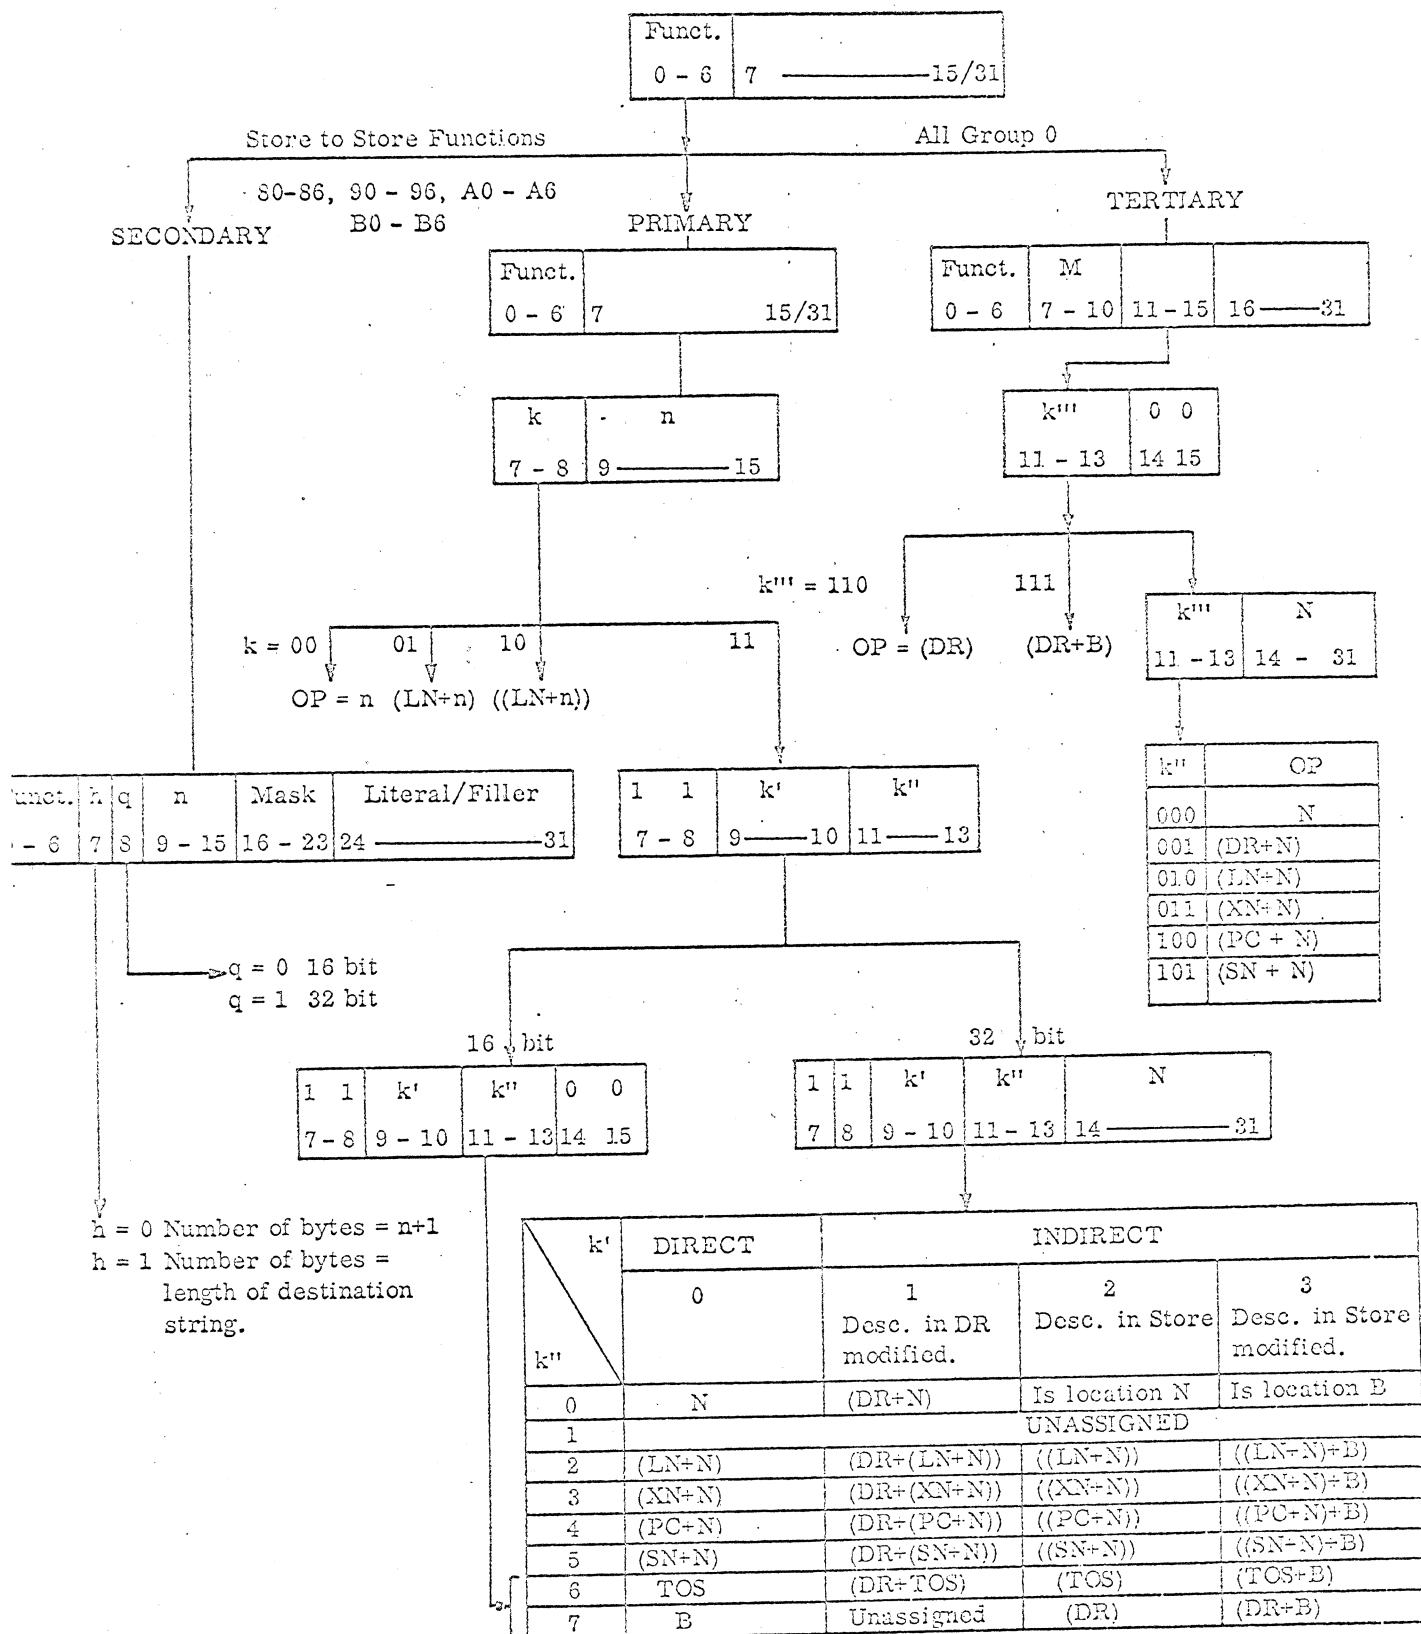 Funct.
0 - 6 7 15/31
Store to Store Functions
All Group 0
80-86, 90 - 96, A0 - A6
B0 - B6
SECONDARY
PRIMARY
TERTIARY
Funct.
0 - 6 7 15/31
Funct. M
0 - 6 7 - 10 11-15 16 31
k n
7 - 8 9 15
k''' 0 0
11 - 13 14 15
k''' = 110
111
OP = (DR) (DR+B)
k''' N
11 -13 14 - 31
k = 00 01 10 11
OP = n (LN+n) ((LN+n))
unct. h q n Mask Literal/Filler
- 6 7 8 9 - 15 16 - 23 24 31
1 1 k' k''
7 - 8 9 10 11 13
k'' OP
000 N
001 (DR+N)
010 (LN+N)
011 (XN+N)
100 (PC + N)
101 (SN + N)
q = 0 16 bit
q = 1 32 bit
16 bit
32 bit
1 1 k' k'' 0 0
7-8 9 - 10 11 - 13 14 15
1 1 k' k'' N
7 8 9 - 10 11 - 13 14 31
h = 0 Number of bytes = n+1
h = 1 Number of bytes =
length of destination
string.
k' DIRECT INDIRECT
0 1 2 3
Desc. in DR Desc. in Store Desc. in Store
modified. modified.
k''
0 N (DR+N) Is location N Is location B
1 UNASSIGNED
2 (LN+N) (DR+(LN+N)) ((LN+N)) ((LN+N)+B)
3 (XN+N) (DR+(XN+N)) ((XN+N)) ((XN+N)+B)
4 (PC+N) (DR+(PC+N)) ((PC+N)) ((PC+N)+B)
5 (SN+N) (DR+(SN+N)) ((SN+N)) ((SN+N)+B)
6 TOS (DR+TOS) (TOS) (TOS+B)
7 B Unassigned (DR) (DR+B)